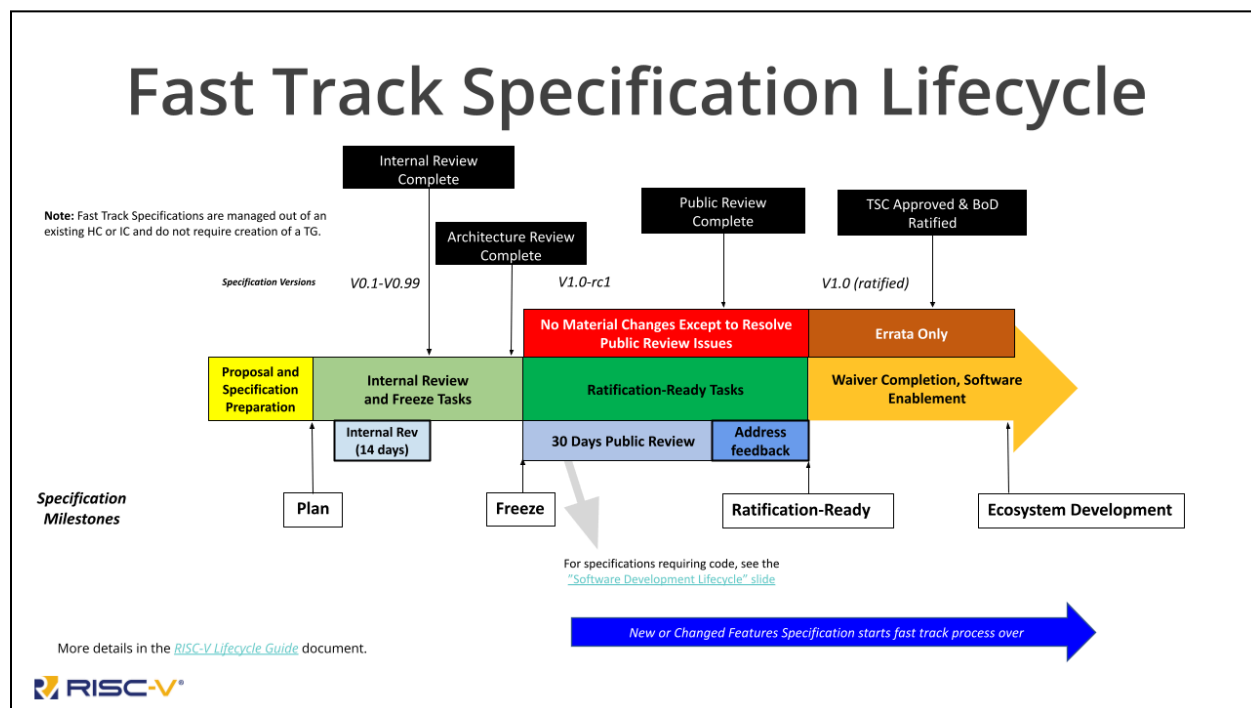 Fast Track Specification Lifecycle
Internal Review
Complete
Public Review
Complete
TSC Approved & BoD
Ratified
Note: Fast Track Specifications are managed out of an
existing HC or IC and do not require creation of a TG.
Architecture Review
Complete
Specification Versions
V0.1-V0.99
V1.0-rc1
V1.0 (ratified)
No Material Changes Except to Resolve
Public Review Issues
Errata Only
Proposal and
Specification
Preparation
Internal Review
and Freeze Tasks
Ratification-Ready Tasks
Waiver Completion, Software
Enablement
Internal Rev
(14 days)
30 Days Public Review
Address
feedback
Specification
Milestones
Plan
Freeze
Ratification-Ready
Ecosystem Development
For specifications requiring code, see the
"Software Development Lifecycle" slide
New or Changed Features Specification starts fast track process over
More details in the RISC-V Lifecycle Guide document.
RISC-V®